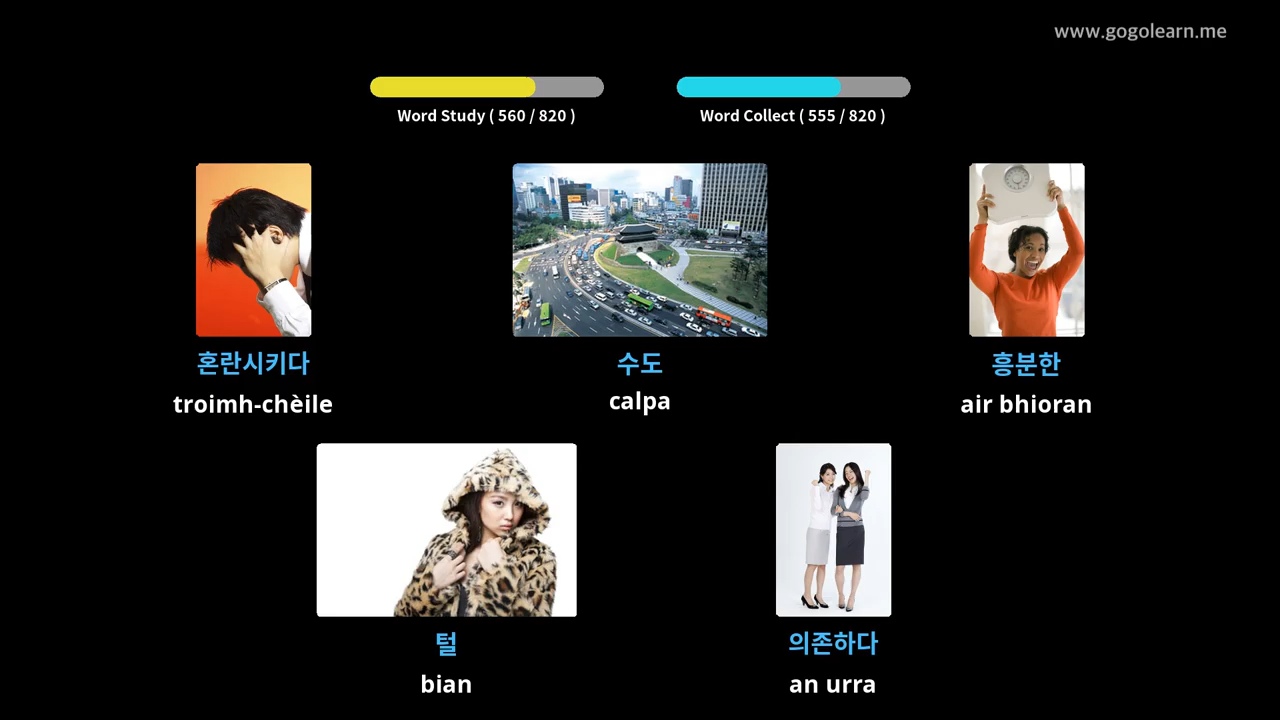 www.gogolearn.me
Word Study ( 560 / 820 )
Word Collect ( 555 / 820 )
혼란시키다
troimh-chèile
수도
calpa
흥분한
air bhioran
털
bian
의존하다
an urra